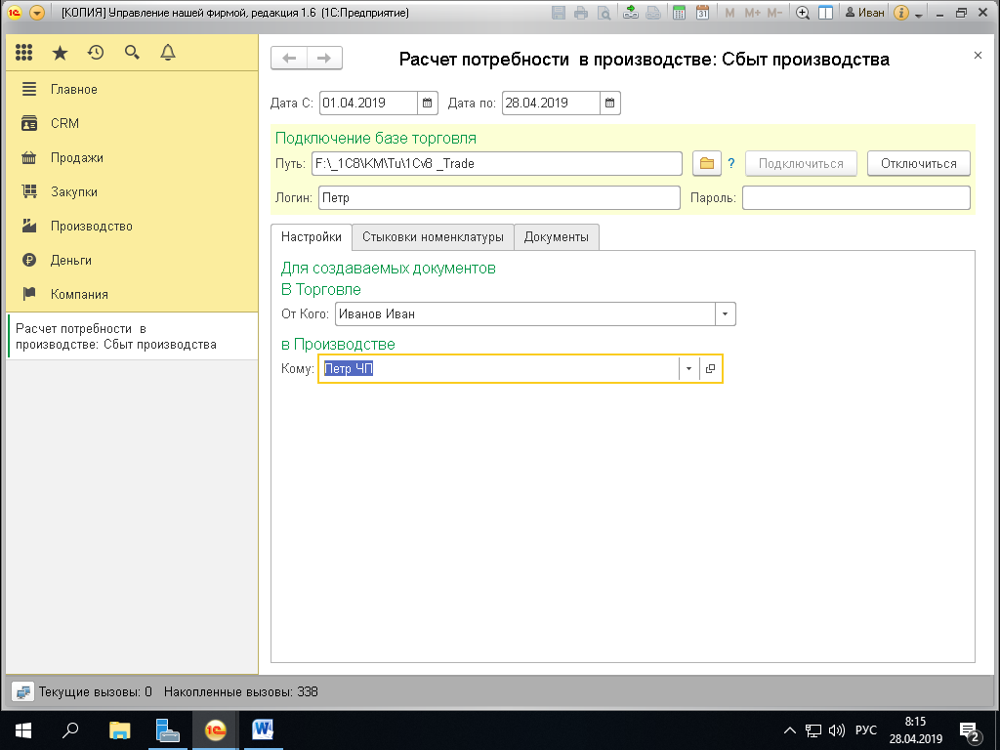 [КОПИЯ] Управление нашей фирмой, редакция 1.6 (1С:Предприятие)
M M+ M- Иван
Главное
CRM
Продажи
Закупки
Производство
Деньги
Компания
Расчет потребности в
производстве: Сбыт производства
Расчет потребности в производстве: Сбыт производства
Дата С: 01.04.2019 Дата по: 28.04.2019
Подключение базе торговля
Путь: F:\_1C8\KM\Tu\1Cv8 _Trade ? Подключиться Отключиться
Логин: Петр Пароль:
Настройки Стыковки номенклатуры Документы
Для создаваемых документов
В Торговле
От Кого: Иванов Иван
в Производстве
Кому: Петр ЧП
Текущие вызовы: 0 Накопленные вызовы: 338
РУС 8:15
28.04.2019 2